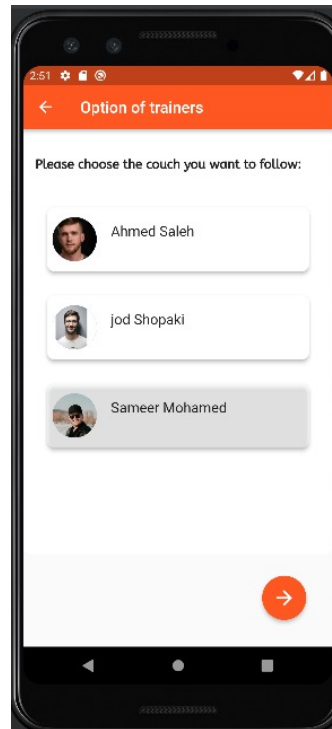 2:51
Option of trainers
Please choose the couch you want to follow:
Ahmed Saleh
jod Shopaki
Sameer Mohamed